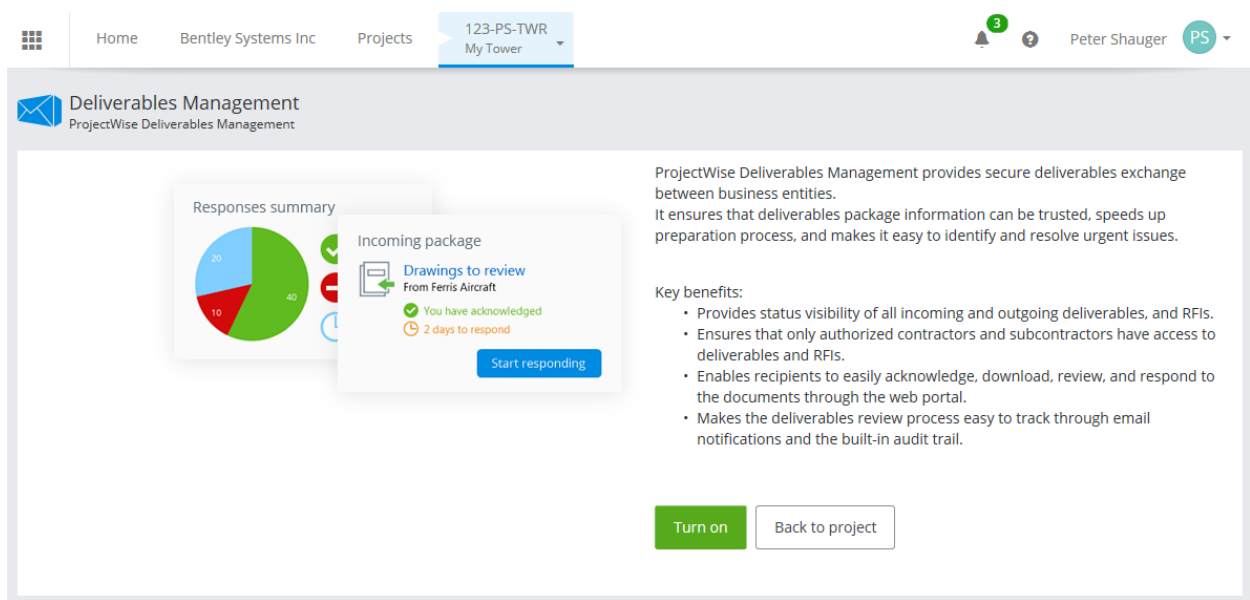 Home
Bentley Systems Inc
Projects
123-PS-TWR
My Tower
3
Peter Shauger
PS
Deliverables Management
ProjectWise Deliverables Management
Responses summary
20
40
10
Incoming package
Drawings to review
From Ferris Aircraft
You have acknowledged
2 days to respond
Start responding
ProjectWise Deliverables Management provides secure deliverables exchange
between business entities.
It ensures that deliverables package information can be trusted, speeds up
preparation process, and makes it easy to identify and resolve urgent issues.
Key benefits:
• Provides status visibility of all incoming and outgoing deliverables, and RFIs.
• Ensures that only authorized contractors and subcontractors have access to
deliverables and RFIs.
• Enables recipients to easily acknowledge, download, review, and respond to
the documents through the web portal.
• Makes the deliverables review process easy to track through email
notifications and the built-in audit trail.
Turn on
Back to project